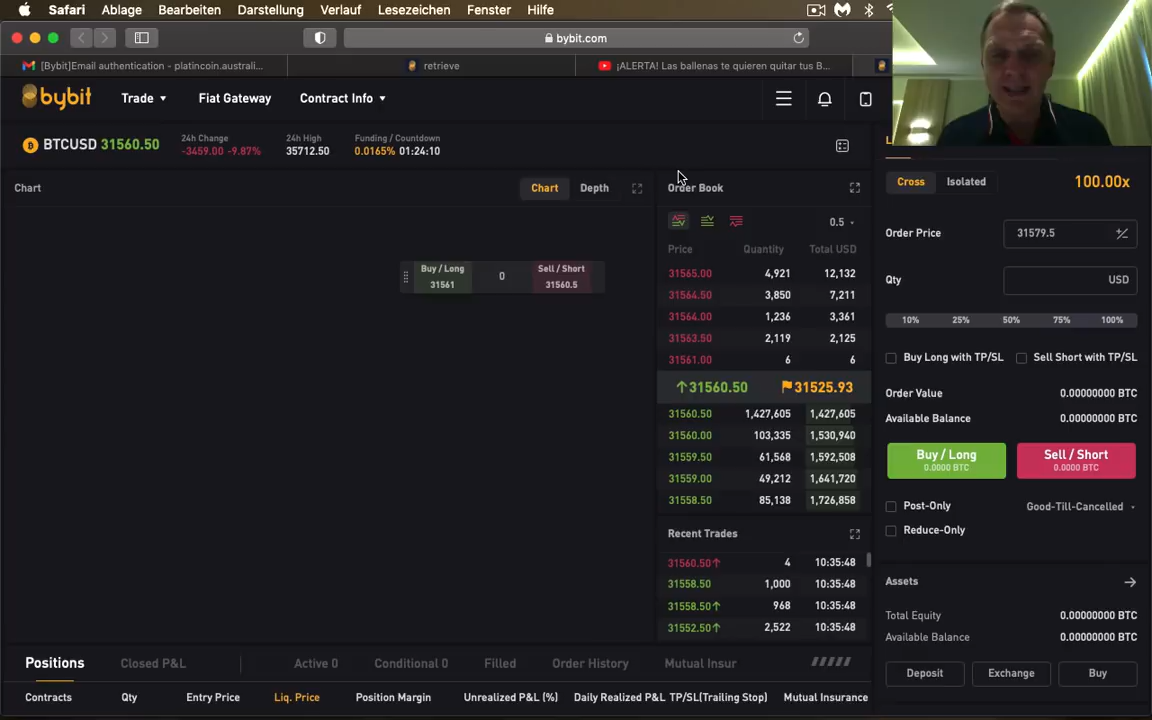 Safari Ablage Bearbeiten Darstellung Verlauf Lesezeichen Fenster Hilfe
bybit.com
[Bybit]Email authentication - platincoin.australi...
retrieve
¡ALERTA! Las ballenas te quieren quitar tus B...
bybit Trade Fiat Gateway Contract Info
BTCUSD 31560.50
24h Change
-3459.00 -9.87%
24h High
35712.50
Funding / Countdown
0.0165% 01:24:10
Chart
Chart Depth
Buy / Long
31561
0
Sell / Short
31560.5
Order Book
0.5
Price Quantity Total USD
31565.00 4,921 12,132
31564.50 3,850 7,211
31564.00 1,236 3,361
31563.50 2,119 2,125
31561.00 6 6
↑31560.50 31525.93
31560.50 1,427,605 1,427,605
31560.00 103,335 1,530,940
31559.50 61,568 1,592,508
31559.00 49,212 1,641,720
31558.50 85,138 1,726,858
Recent Trades
31560.50↑ 4 10:35:48
31558.50 1,000 10:35:48
31558.50↑ 968 10:35:48
31552.50↑ 2,522 10:35:48
Cross Isolated 100.00x
Order Price 31579.5
Qty USD
10% 25% 50% 75% 100%
Buy Long with TP/SL Sell Short with TP/SL
Order Value 0.00000000 BTC
Available Balance 0.00000000 BTC
Buy / Long
0.0000 BTC
Sell / Short
0.0000 BTC
Post-Only Good-Till-Cancelled
Reduce-Only
Assets →
Total Equity 0.00000000 BTC
Available Balance 0.00000000 BTC
Deposit Exchange Buy
Positions Closed P&L Active 0 Conditional 0 Filled Order History Mutual Insur
Contracts Qty Entry Price Liq. Price Position Margin Unrealized P&L (%) Daily Realized P&L TP/SL(Trailing Stop) Mutual Insurance